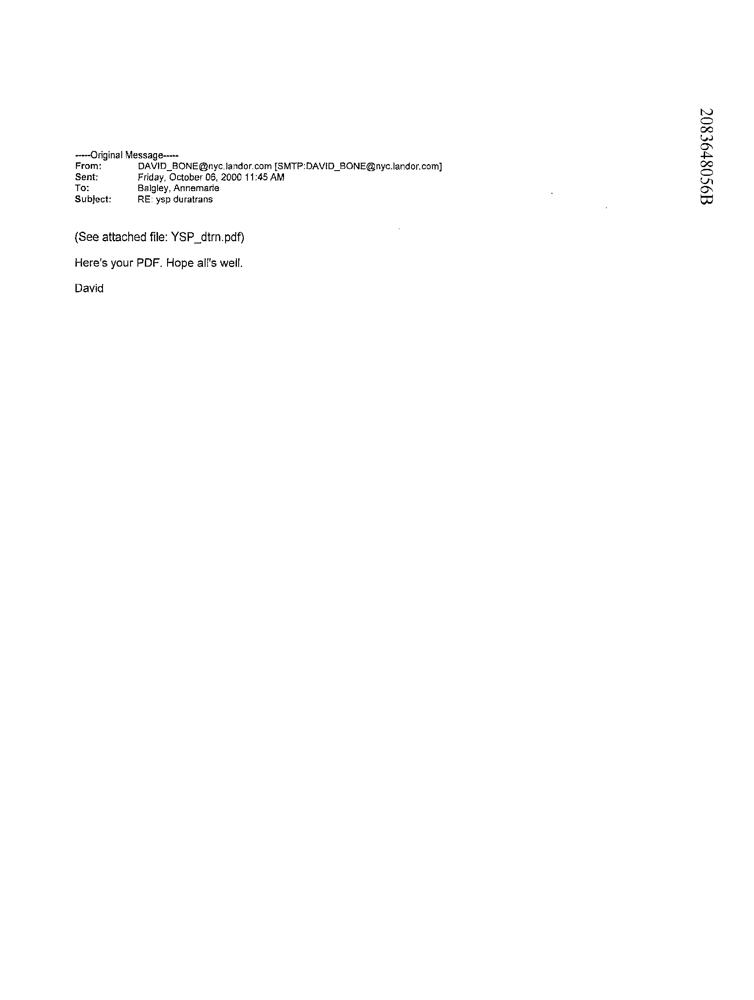 2083648056B
-----Original Message-----
From: DAVID_BONE@nyc.landor.com [SMTP:DAVID_BONE@nyc.landor.com]
Sent: Friday, October 06, 2000 11:45 AM
To: Balgley, Annemarie
Subject: RE: ysp duratrans
(See attached file: YSP_dtrn.pdf)
Here's your PDF. Hope all's well.
David